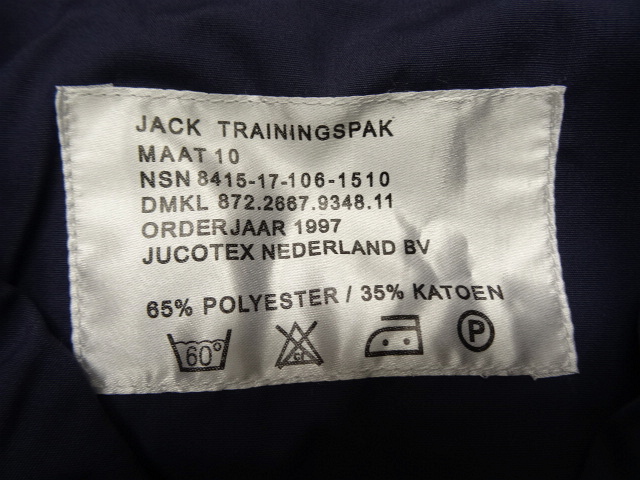 JACK TRAININGSPAK
MAAT 10
NSN 8415-17-106-1510
DMKL 872.2667.9348.11
ORDERJAAR 1997
JUCOTEX NEDERLAND BV
65% POLYESTER / 35% KATOEN
60° cl P